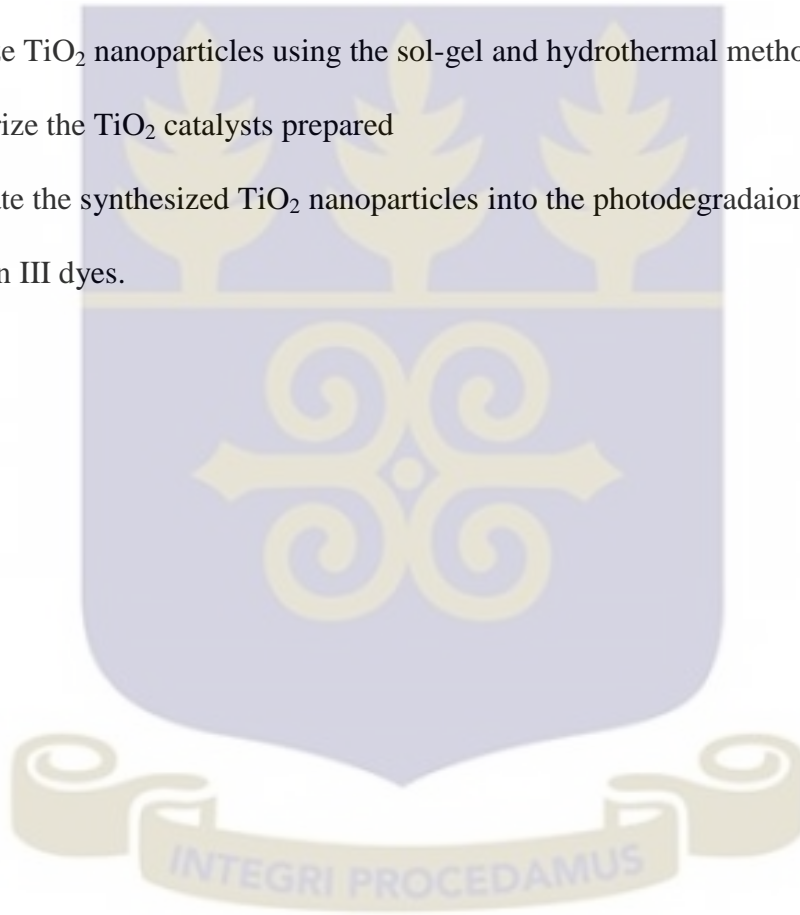 e TiO₂ nanoparticles using the sol-gel and hydrothermal metho
rize the TiO₂ catalysts prepared
te the synthesized TiO₂ nanoparticles into the photodegradaion
n III dyes.
INTEGRI PROCEDAMUS